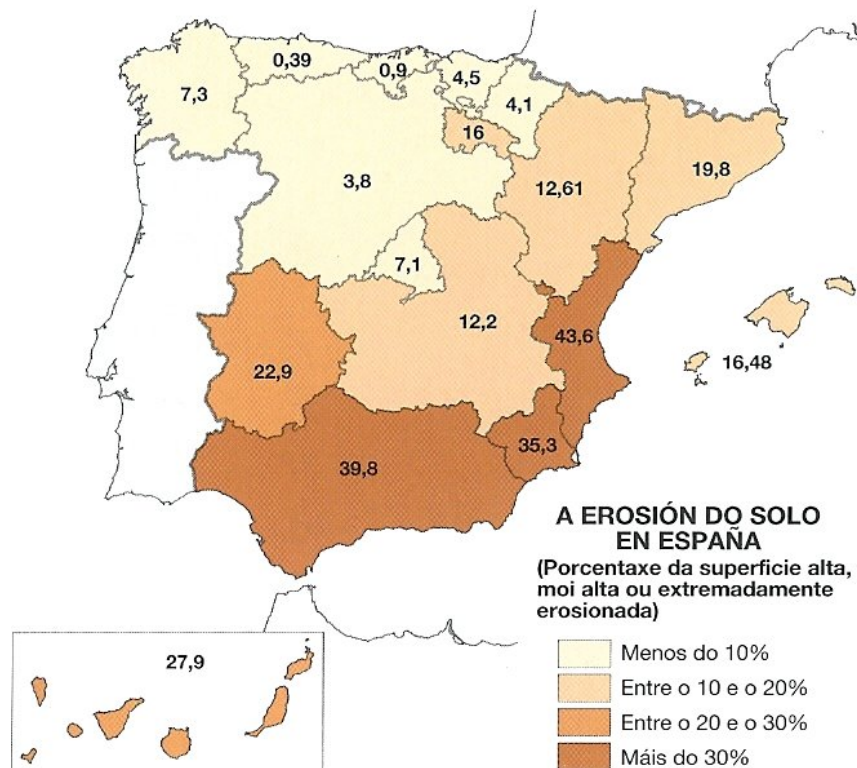 0,39
0,9
4,5
7,3
4,1
16
19,8
3,8
12,61
7,1
12,2
43,6
16,48
22,9
35,3
39,8
A EROSIÓN DO SOLO
EN ESPAÑA
(Porcentaxe da superficie alta,
moi alta ou extremadamente
erosionada)
27,9
Menos do 10%
Entre o 10 e o 20%
Entre o 20 e o 30%
Máis do 30%